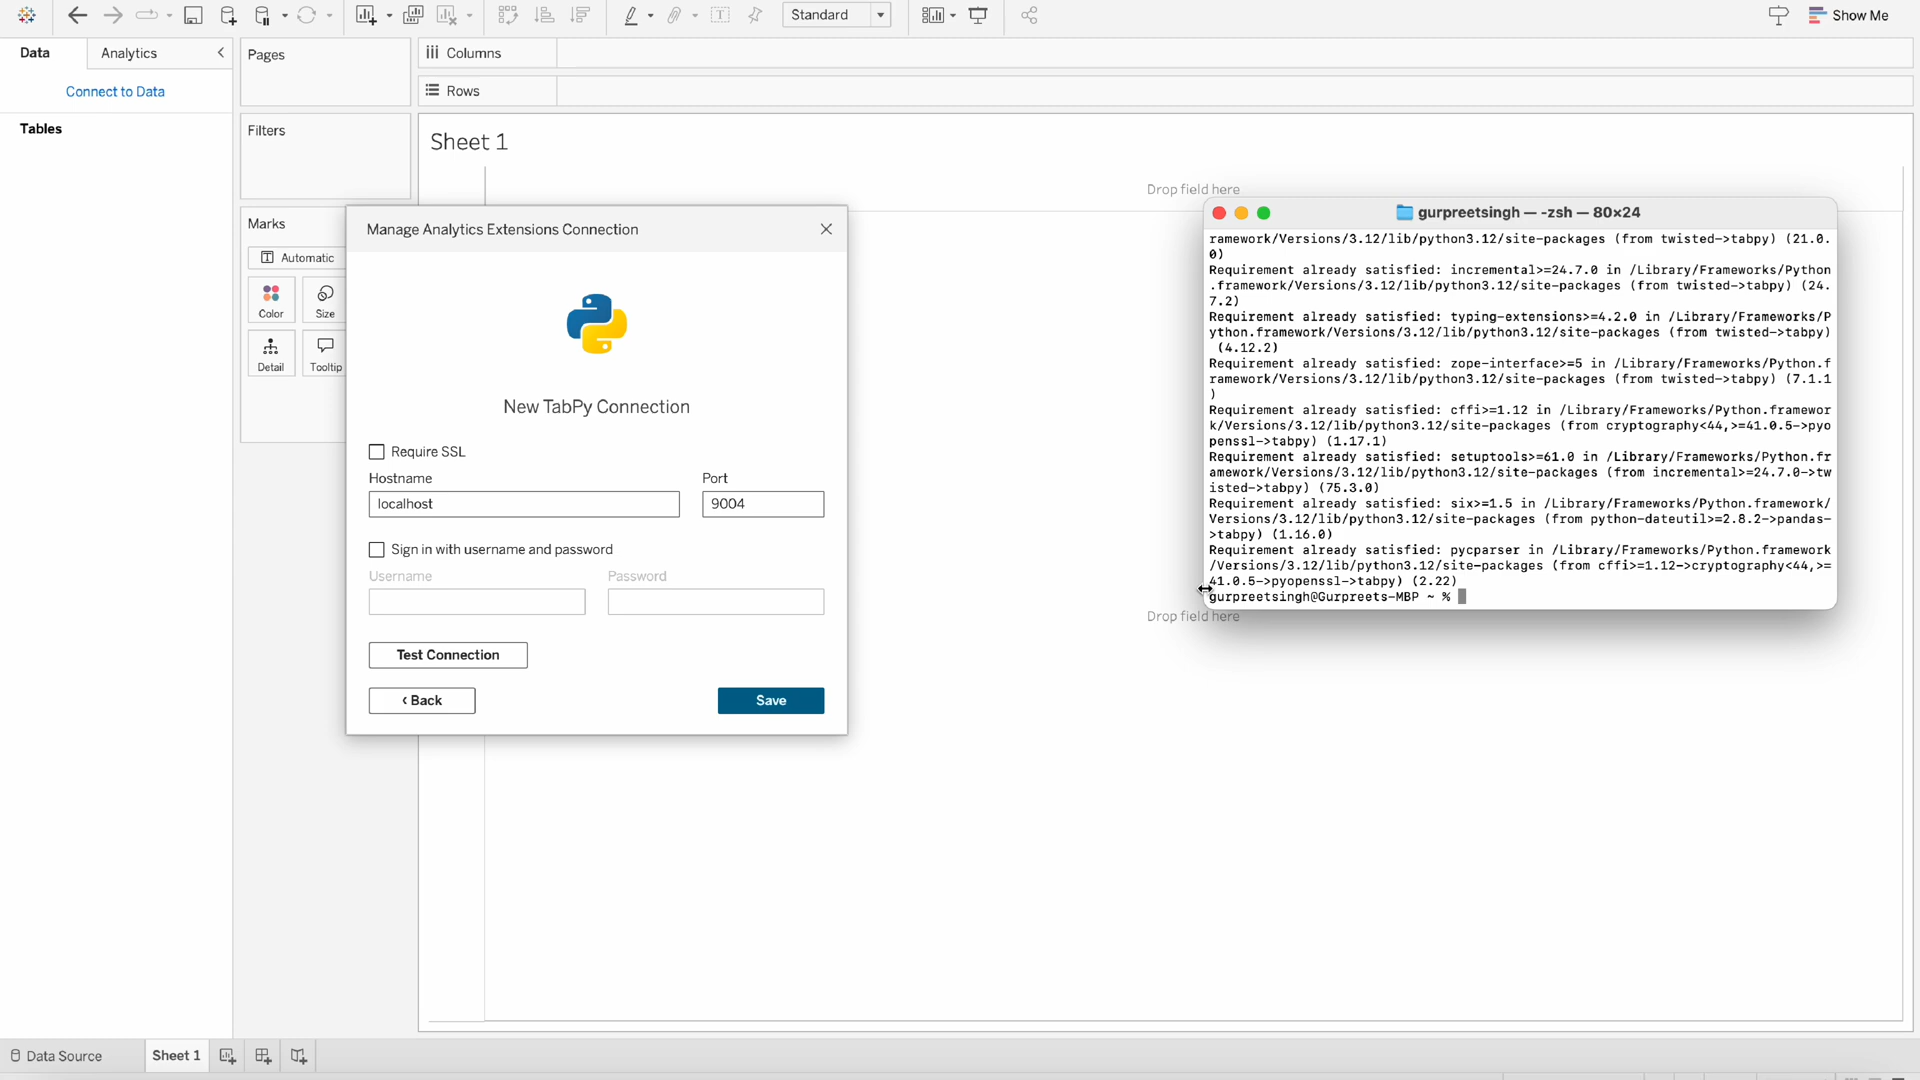 Standard
Show Me
Data
Analytics
Pages
Columns
Connect to Data
Rows
Tables
Filters
Sheet 1
Drop field here
Marks
Automatic
Color
Size
Detail
Tooltip
Manage Analytics Extensions Connection
New TabPy Connection
Require SSL
Hostname
Port
localhost
9004
Sign in with username and password
Username
Password
Test Connection
‹ Back
Save
gurpreetsingh — -zsh — 80×24
ramework/Versions/3.12/lib/python3.12/site-packages (from twisted->tabpy) (21.0.
0)
Requirement already satisfied: incremental>=24.7.0 in /Library/Frameworks/Python
.framework/Versions/3.12/lib/python3.12/site-packages (from twisted->tabpy) (24.
7.2)
Requirement already satisfied: typing-extensions>=4.2.0 in /Library/Frameworks/P
ython.framework/Versions/3.12/lib/python3.12/site-packages (from twisted->tabpy)
(4.12.2)
Requirement already satisfied: zope-interface>=5 in /Library/Frameworks/Python.f
ramework/Versions/3.12/lib/python3.12/site-packages (from twisted->tabpy) (7.1.1
)
Requirement already satisfied: cffi>=1.12 in /Library/Frameworks/Python.framewor
k/Versions/3.12/lib/python3.12/site-packages (from cryptography<44,>=41.0.5->pyo
penssl->tabpy) (1.17.1)
Requirement already satisfied: setuptools>=61.0 in /Library/Frameworks/Python.fr
amework/Versions/3.12/lib/python3.12/site-packages (from incremental>=24.7.0->tw
isted->tabpy) (75.3.0)
Requirement already satisfied: six>=1.5 in /Library/Frameworks/Python.framework/
Versions/3.12/lib/python3.12/site-packages (from python-dateutil>=2.8.2->pandas-
>tabpy) (1.16.0)
Requirement already satisfied: pycparser in /Library/Frameworks/Python.framework
/Versions/3.12/lib/python3.12/site-packages (from cffi>=1.12->cryptography<44,>=
41.0.5->pyopenssl->tabpy) (2.22)
gurpreetsingh@Gurpreets-MBP ~ %
Drop field here
Data Source
Sheet 1